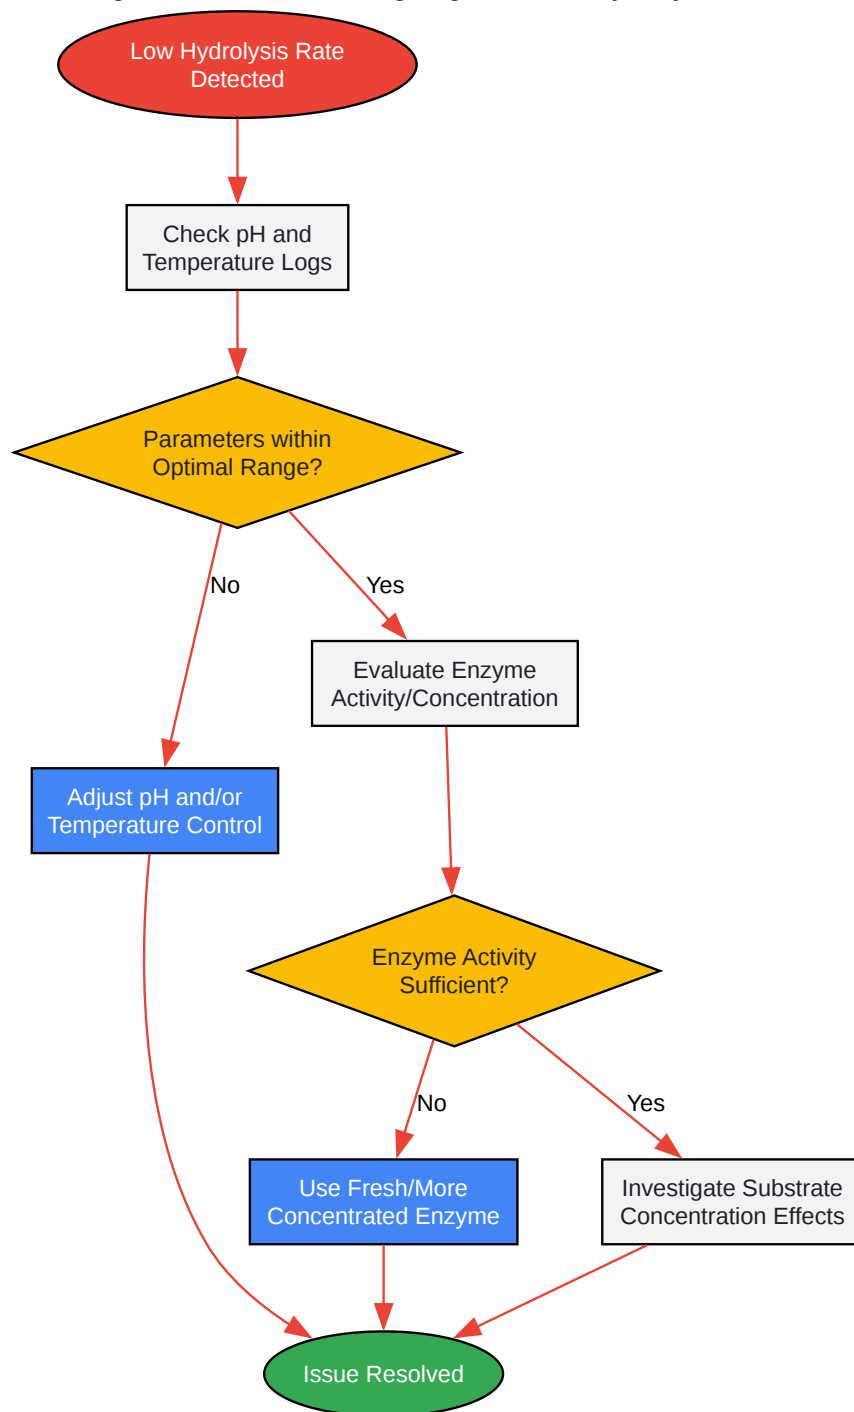 Low Hydrolysis Rate
Detected
Check pH and
Temperature Logs
Parameters within
Optimal Range?
No
Yes
Evaluate Enzyme
Activity/Concentration
Adjust pH and/or
Temperature Control
Enzyme Activity
Sufficient?
No
Yes
Use Fresh/More
Concentrated Enzyme
Investigate Substrate
Concentration Effects
Issue Resolved